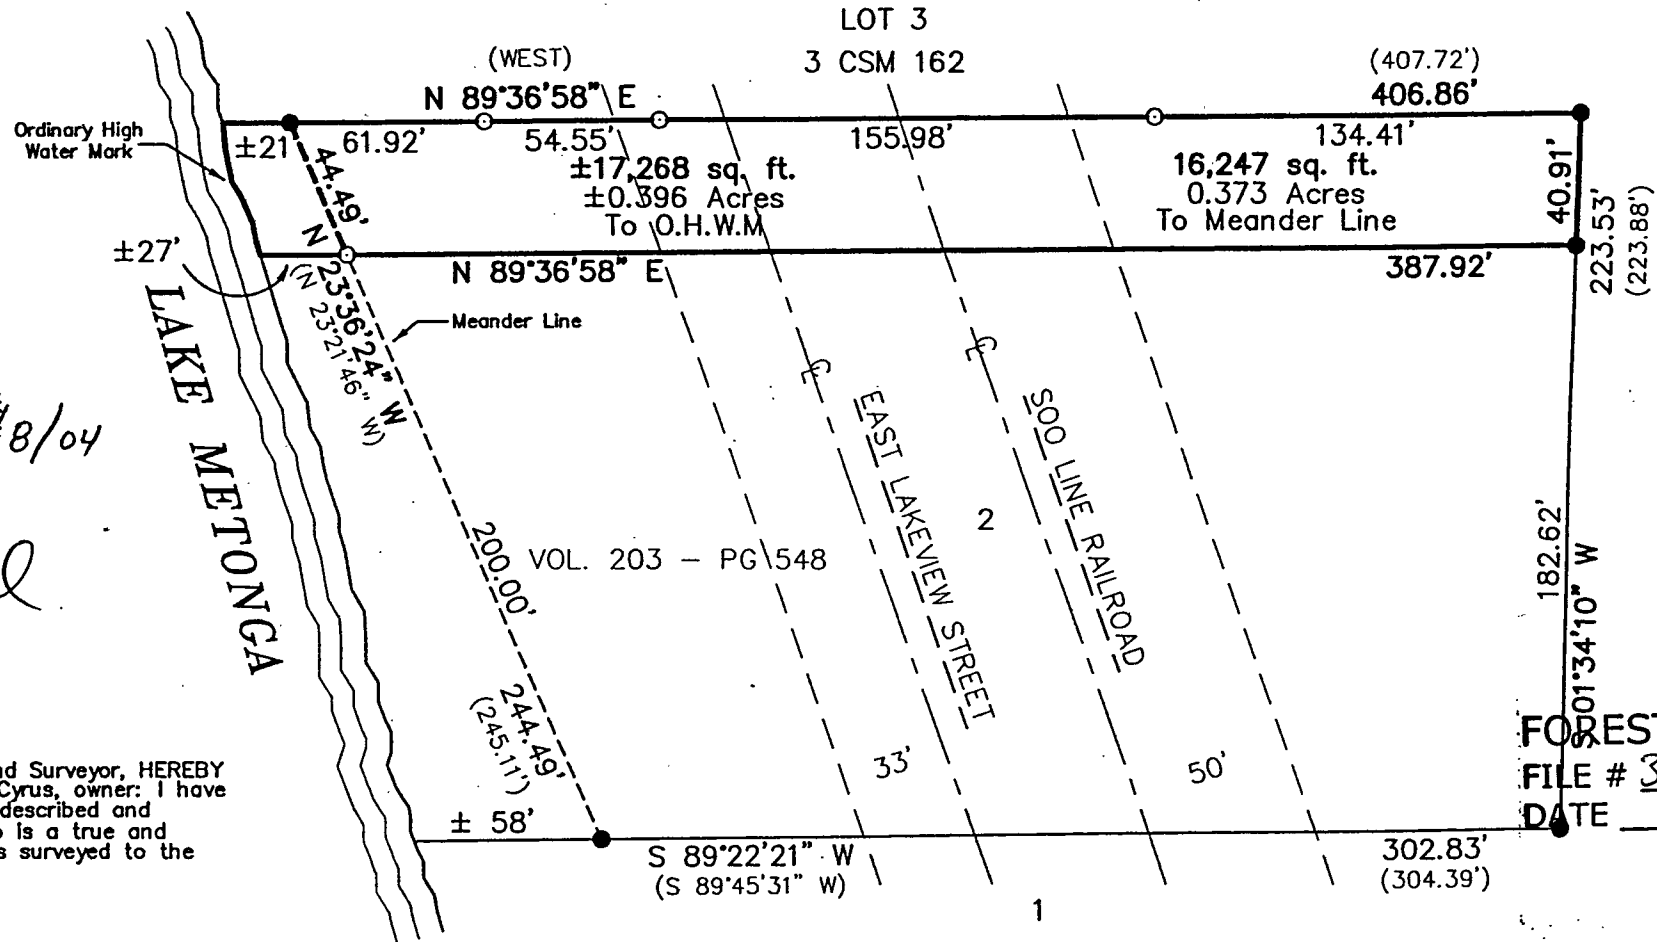 LOT 3
3 CSM 162
(WEST)
N 89°36'58" E
(407.72')
406.86'
Ordinary High
Water Mark
±21'
61.92'
54.55'
155.98'
134.41'
44.49'
±17,268 sq. ft.
±0.396 Acres
To O.H.W.M
16,247 sq. ft.
0.373 Acres
To Meander Line
40.91'
223.53'
(223.88')
±27'
N 89°36'58" E
387.92'
N 23°36'24" W
(N 23°21'46" W)
Meander Line
LAKE METONGA
8/04
EAST LAKEVIEW STREET
SOO LINE RAILROAD
2
200.00'
VOL. 203 - PG 548
182.62'
S 01°34'10" W
244.49'
(245.11')
33'
50'
FOREST
FILE # 3
DATE
nd Surveyor, HEREBY
Cyrus, owner: I have
described and
is a true and
s surveyed to the
± 58'
S 89°22'21" W
(S 89°45'31" W)
302.83'
(304.39')
1